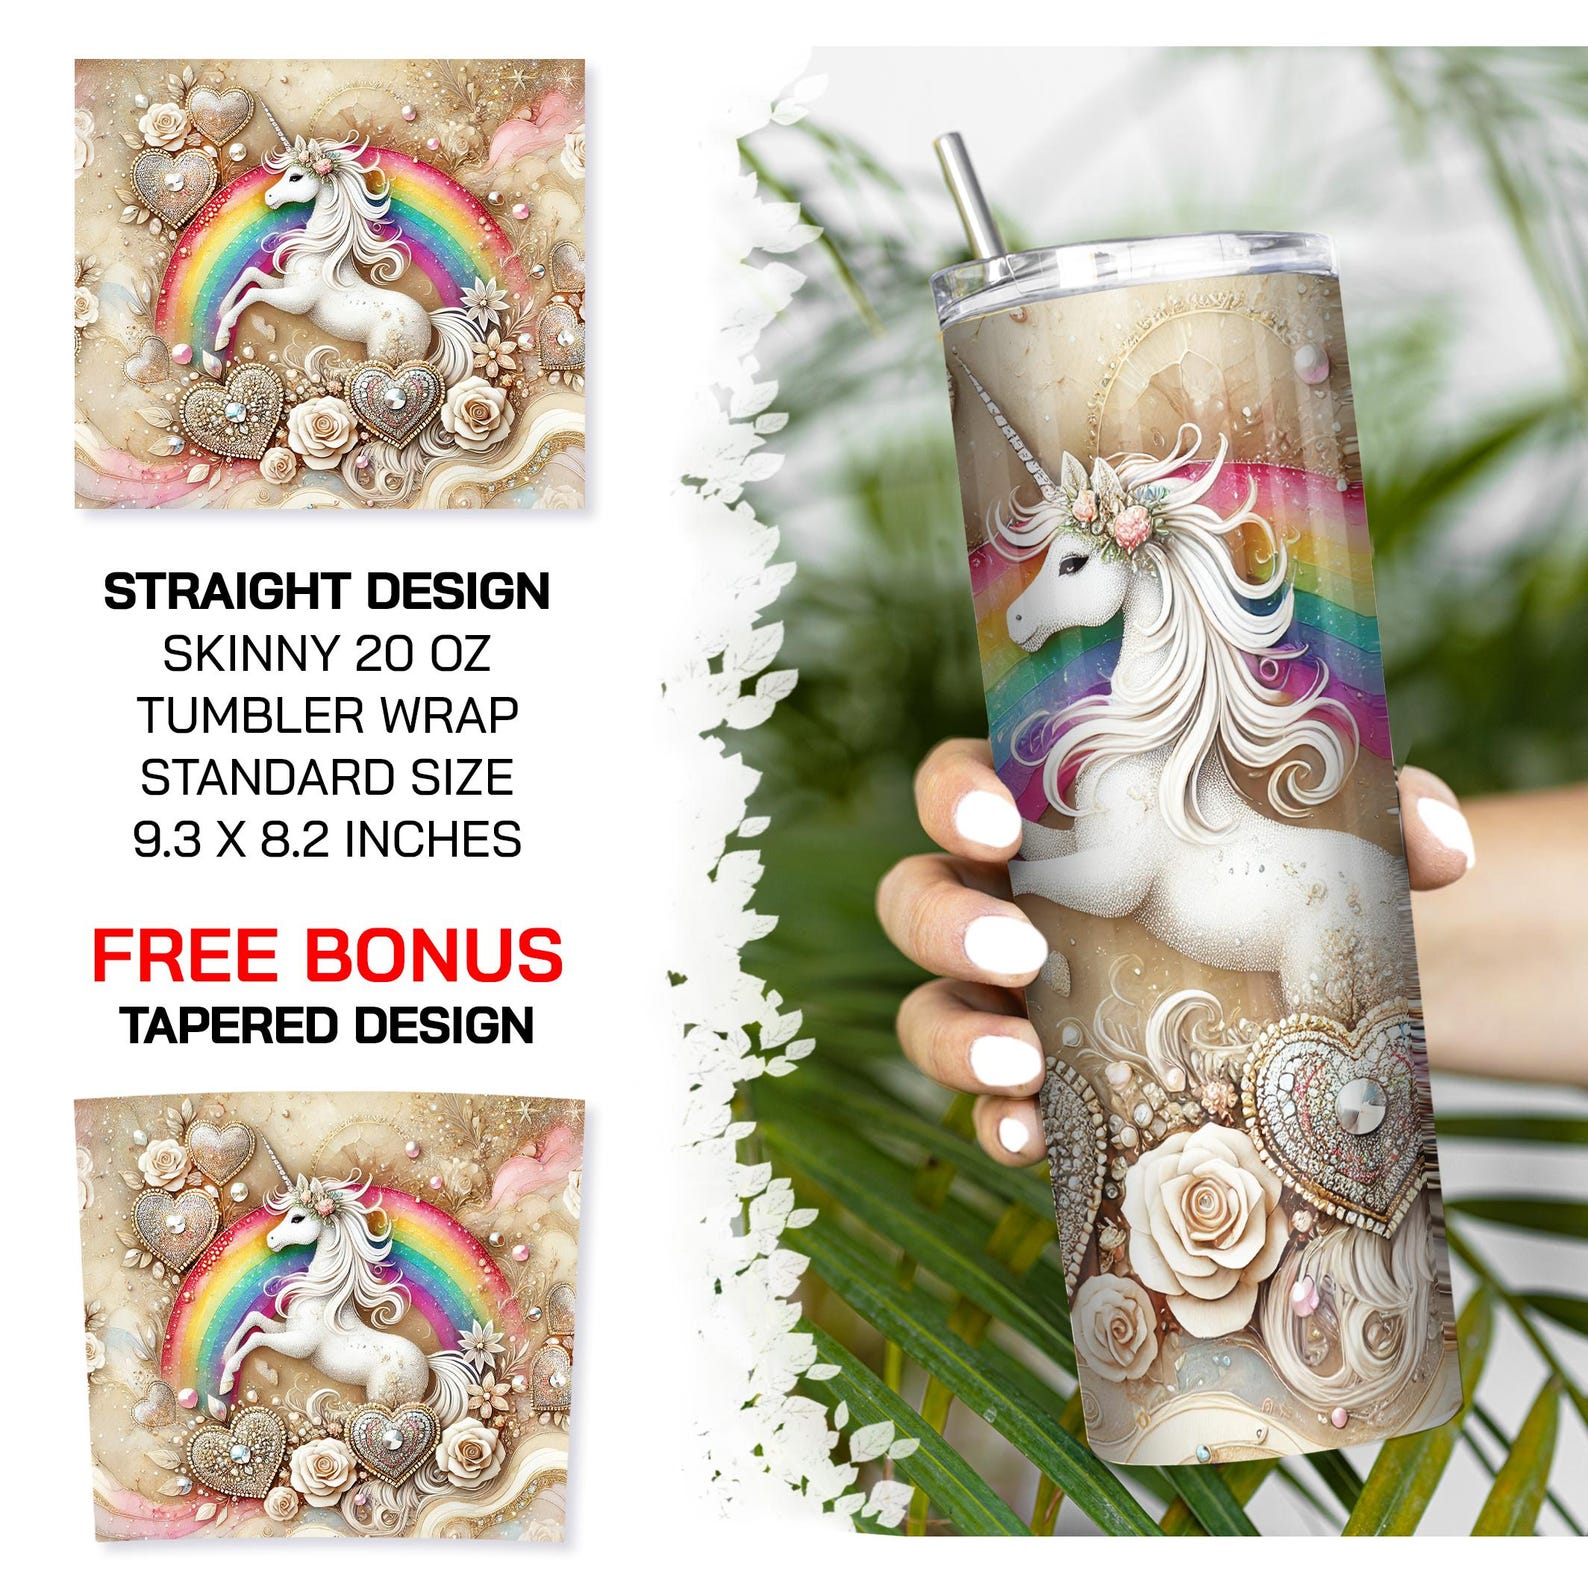 STRAIGHT DESIGN
SKINNY 20 OZ
TUMBLER WRAP
STANDARD SIZE
9.3 X 8.2 INCHES
FREE BONUS
TAPERED DESIGN